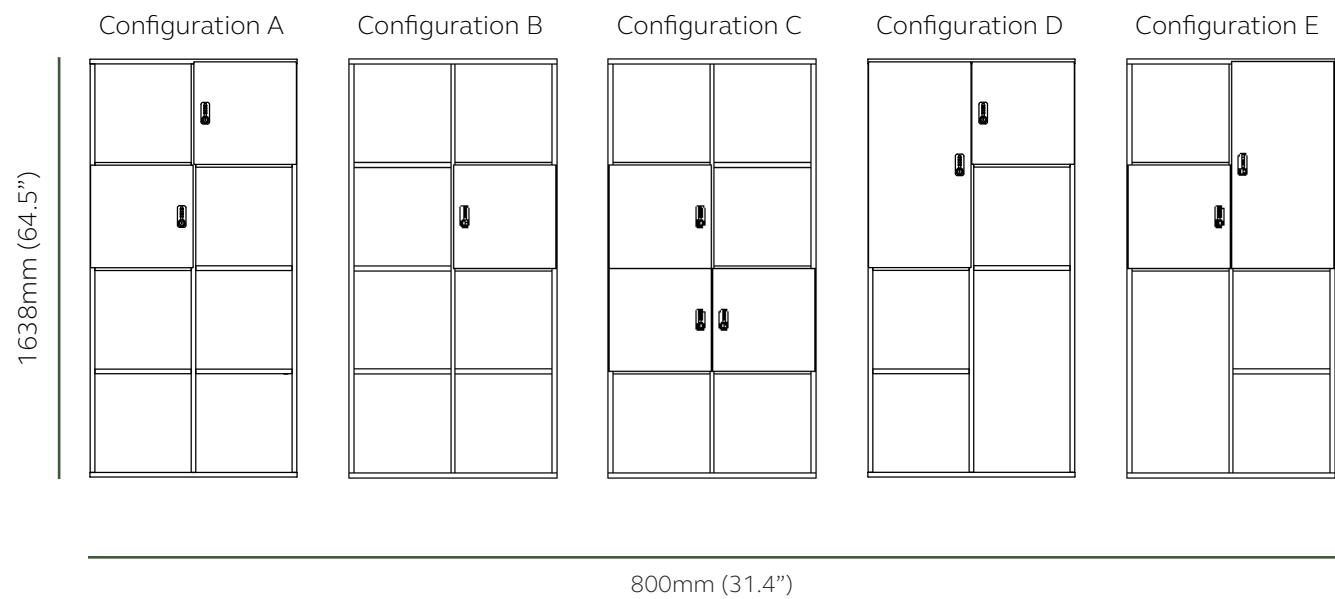 Configuration A
Configuration B
Configuration C
Configuration D
Configuration E
1638mm (64.5”)
800mm (31.4”)